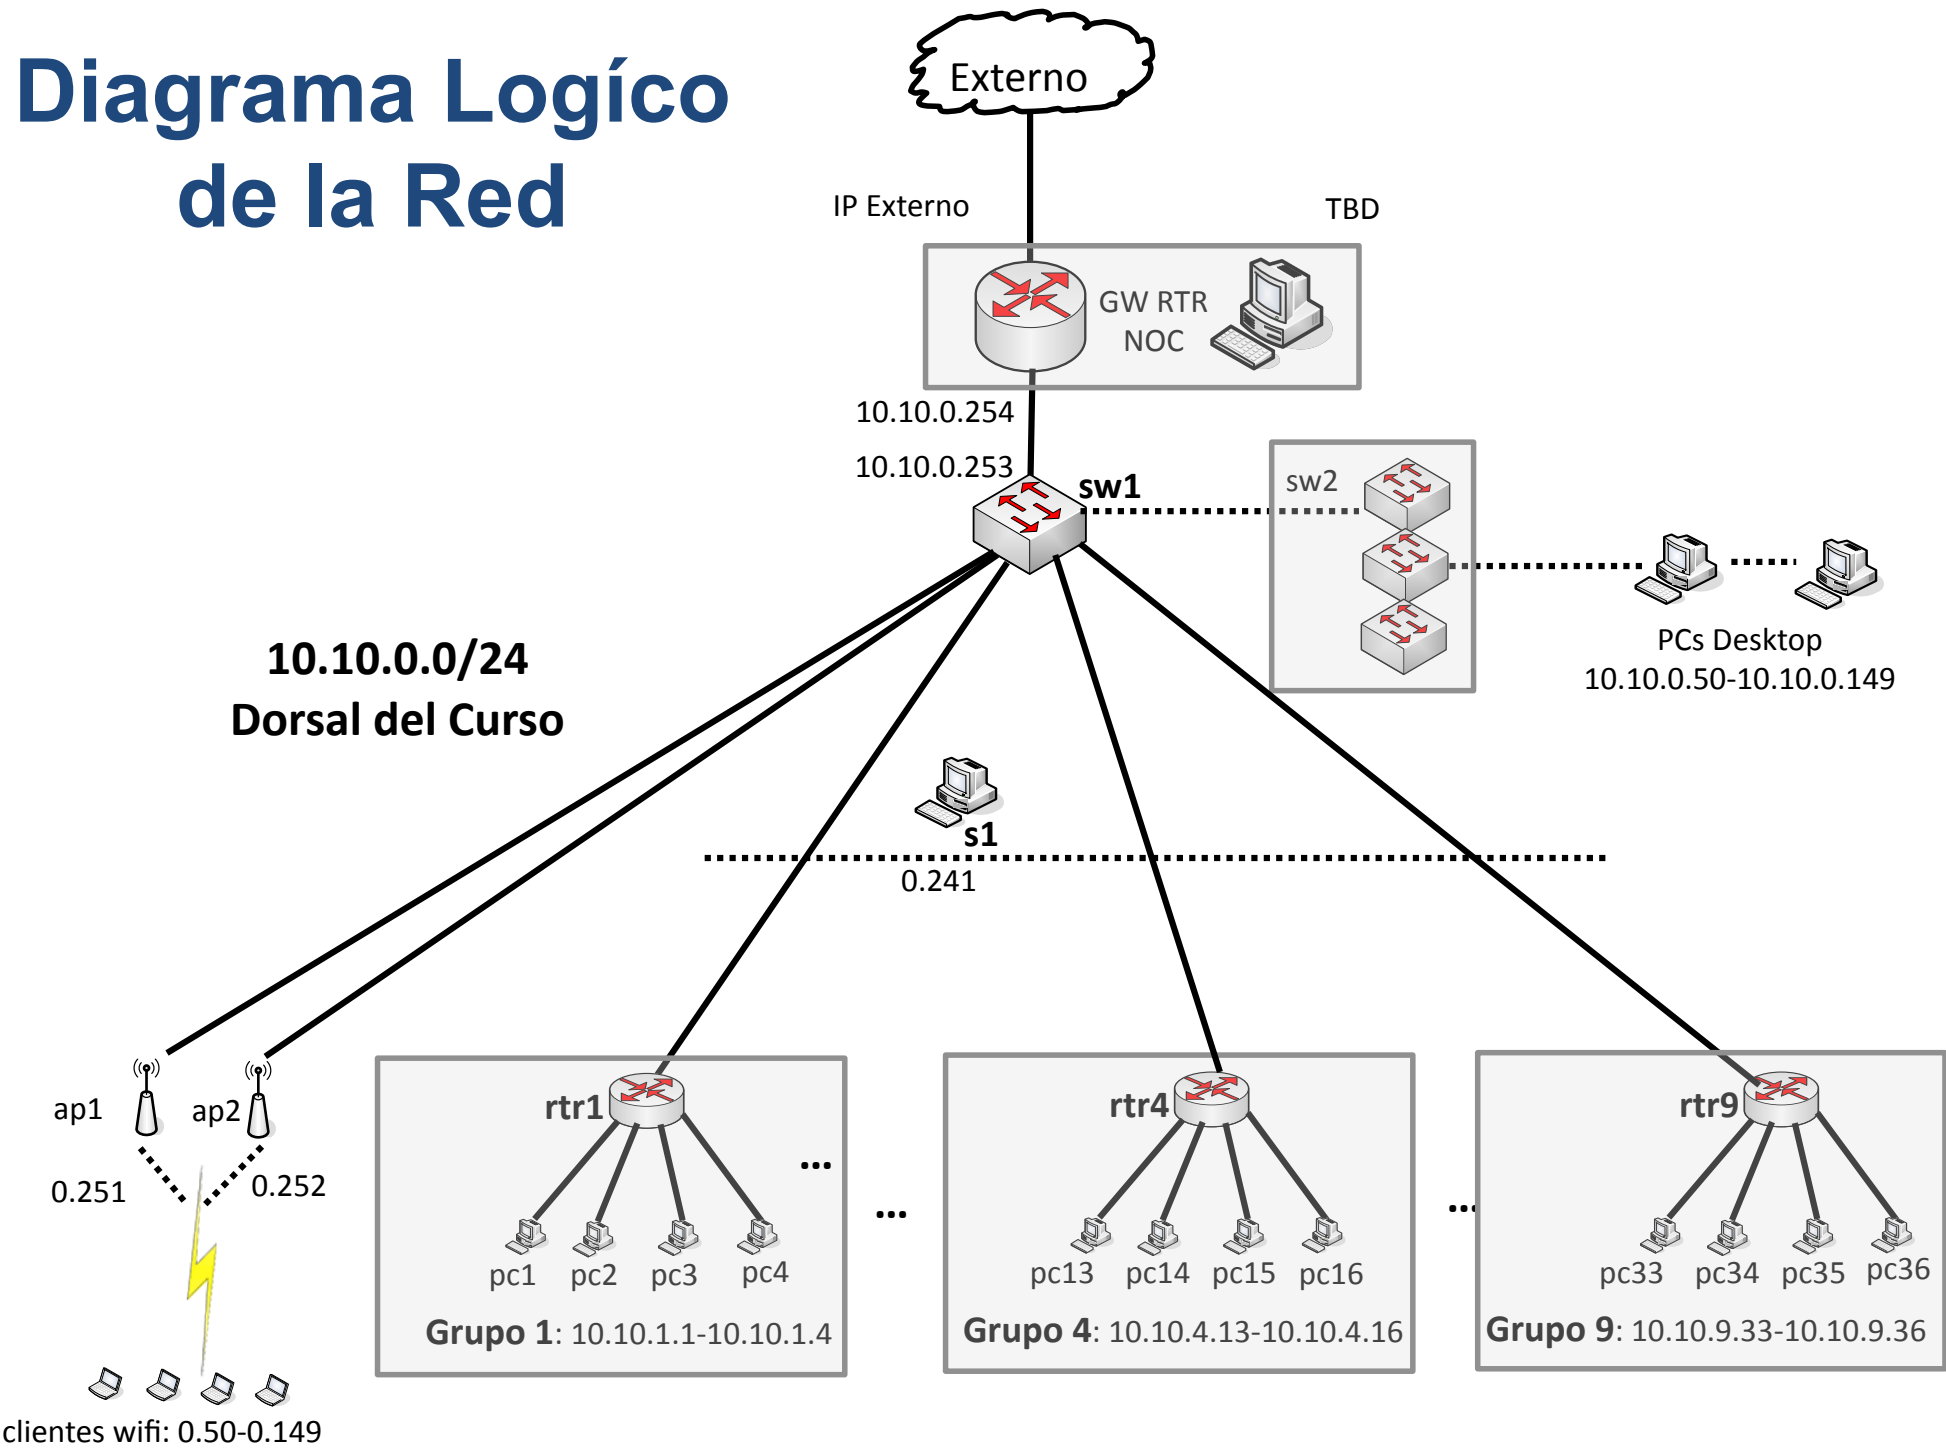 Diagrama Logíco
de la Red
Externo
IP Externo
TBD
GW RTR
NOC
10.10.0.254
10.10.0.253
sw1
sw2
PCs Desktop
10.10.0.50-10.10.0.149
10.10.0.0/24
Dorsal del Curso
s1
0.241
ap1
ap2
0.251
0.252
clientes wifi: 0.50-0.149
rtr1
...
pc1
pc2
pc3
pc4
Grupo 1: 10.10.1.1-10.10.1.4
...
rtr4
pc13
pc14
pc15
pc16
Grupo 4: 10.10.4.13-10.10.4.16
...
rtr9
pc33
pc34
pc35
pc36
Grupo 9: 10.10.9.33-10.10.9.36